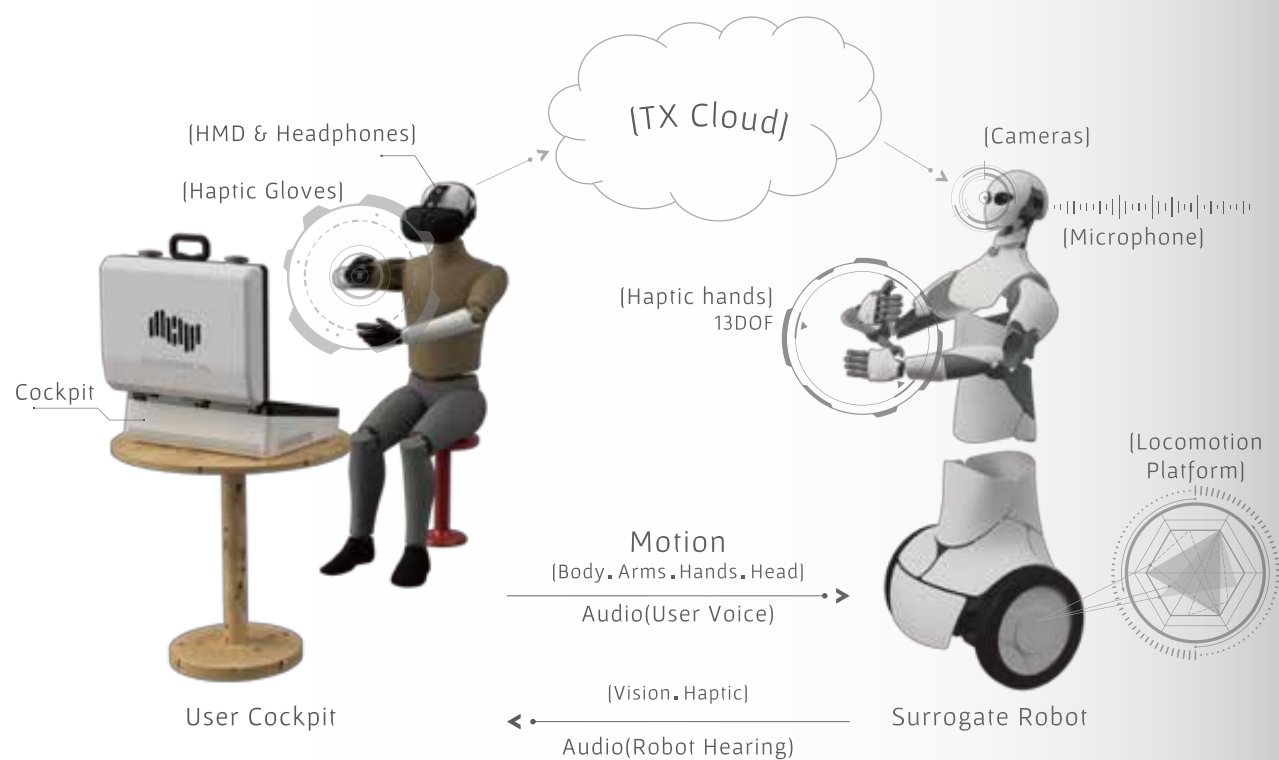 (TX Cloud)
(HMD & Headphones)
(Haptic Gloves)
Cockpit
(Cameras)
(Microphone)
(Haptic hands)
13DOF
(Locomotion
Platform)
Motion
(Body. Arms. Hands. Head)
Audio(User Voice)
(Vision. Haptic)
Audio(Robot Hearing)
User Cockpit
Surrogate Robot